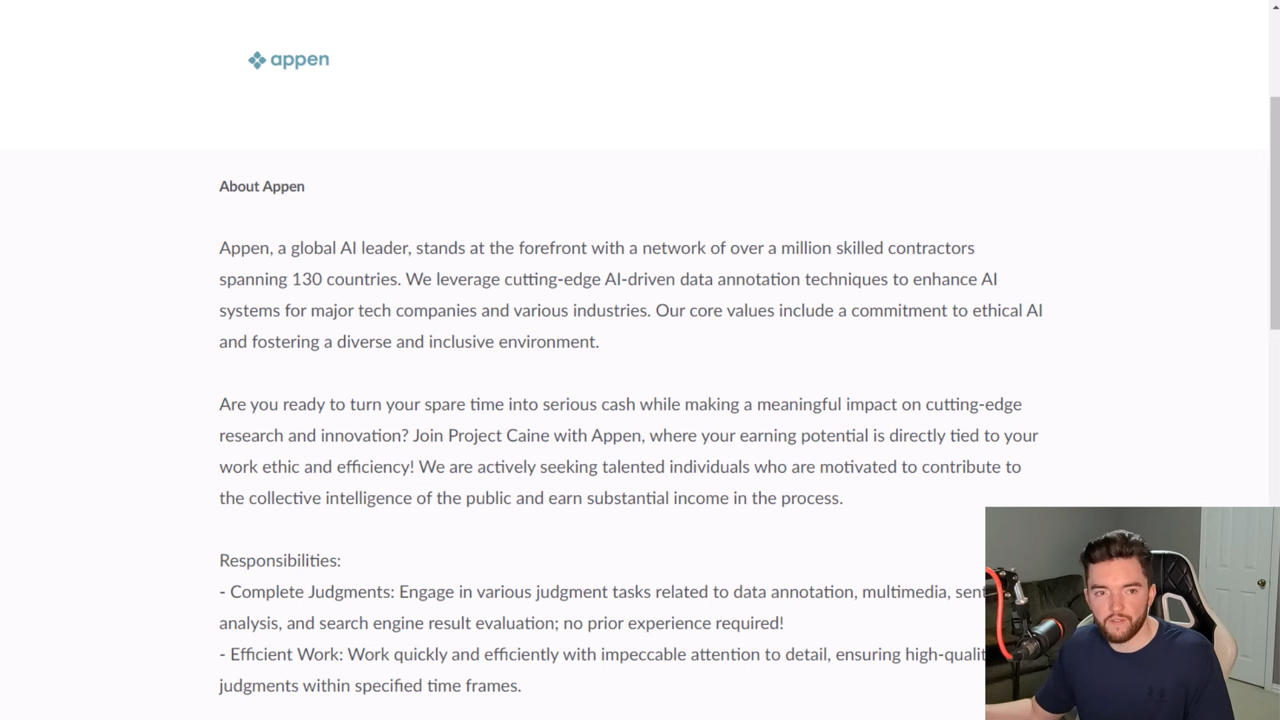 appen
About Appen
Appen, a global AI leader, stands at the forefront with a network of over a million skilled contractors
spanning 130 countries. We leverage cutting-edge AI-driven data annotation techniques to enhance AI
systems for major tech companies and various industries. Our core values include a commitment to ethical AI
and fostering a diverse and inclusive environment.
Are you ready to turn your spare time into serious cash while making a meaningful impact on cutting-edge
research and innovation? Join Project Caine with Appen, where your earning potential is directly tied to your
work ethic and efficiency! We are actively seeking talented individuals who are motivated to contribute to
the collective intelligence of the public and earn substantial income in the process.
Responsibilities:
- Complete Judgments: Engage in various judgment tasks related to data annotation, multimedia,
analysis, and search engine result evaluation; no prior experience required!
- Efficient Work: Work quickly and efficiently with impeccable attention to detail, ensuring
judgments within specified time frames.